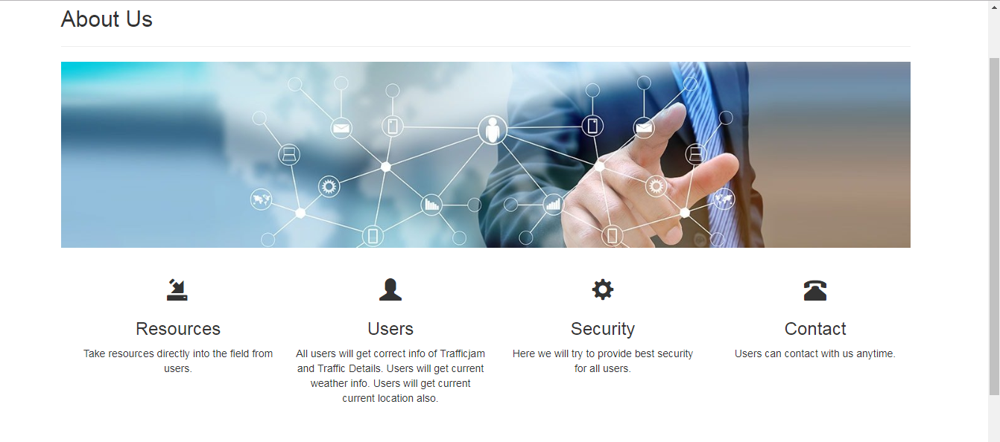 About Us
Resources
Take resources directly into the field from
users.
Users
All users will get correct info of Trafficjam
and Traffic Details. Users will get current
weather info. Users will get current
current location also.
Security
Here we will try to provide best security
for all users.
Contact
Users can contact with us anytime.